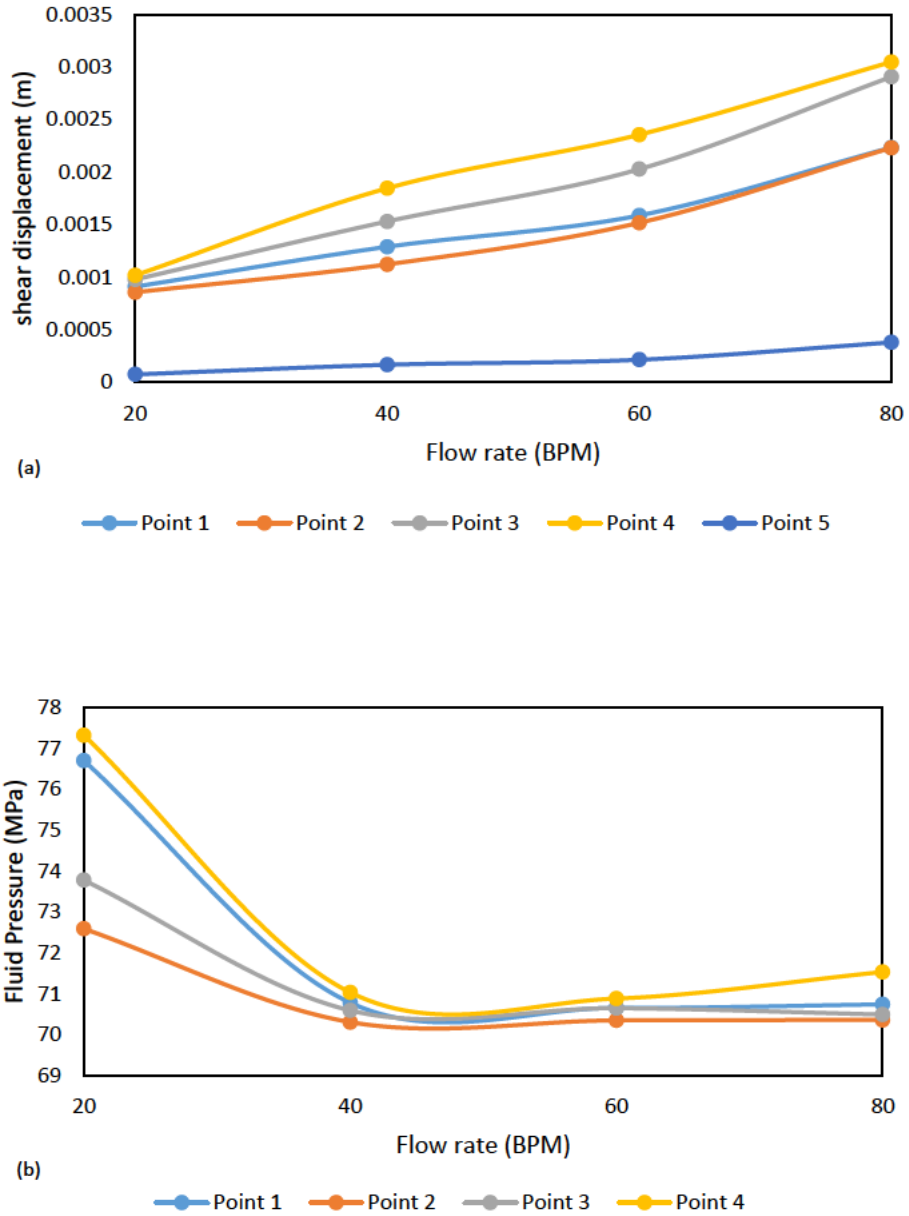 0.0035
0.003
0.0025
0.002
0.0015
0.001
0.0005
0
shear displacement (m)
20 40 60 80
Flow rate (BPM)
(a)
Point 1 Point 2 Point 3 Point 4 Point 5
78
77
76
75
74
73
72
71
70
69
Fluid Pressure (MPa)
20 40 60 80
Flow rate (BPM)
(b)
Point 1 Point 2 Point 3 Point 4